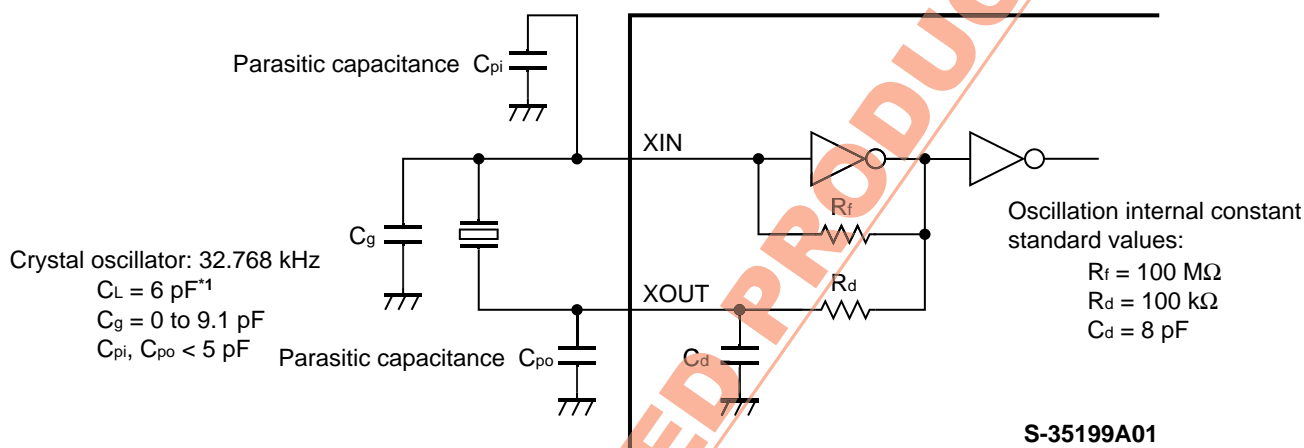 Parasitic capacitance Cpi
XIN
Rf
Cg
Oscillation internal constant
standard values:
Rf = 100 MΩ
Rd = 100 kΩ
Cd = 8 pF
Crystal oscillator: 32.768 kHz
CL = 6 pF*1
Cg = 0 to 9.1 pF
Cpi, Cpo < 5 pF
XOUT
Rd
Parasitic capacitance Cpo
Cd
S-35199A01
ED PRODUC